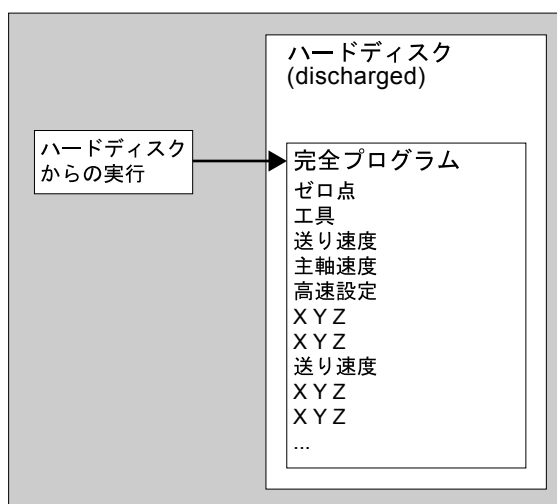 ハードディスク
(discharged)
ハードディスク
からの実行
完全プログラム
ゼロ点
工具
送り速度
主軸速度
高速設定
X Y Z
X Y Z
送り速度
X Y Z
X Y Z
...